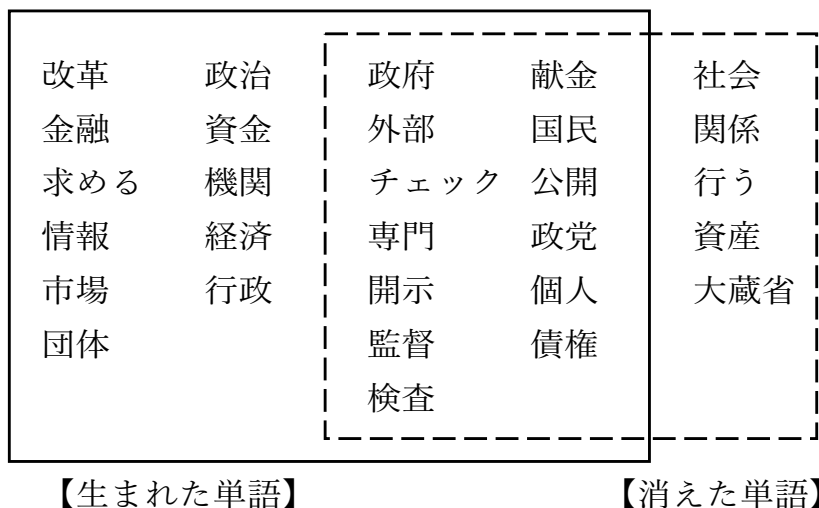 改革 政治 政府 献金 社会
金融 資金 外部 国民 関係
求める 機関 チェック 公開 行う
情報 経済 専門 政党 資産
市場 行政 開示 個人 大蔵省
団体 監督 債権
検査
【生まれた単語】 【消えた単語】